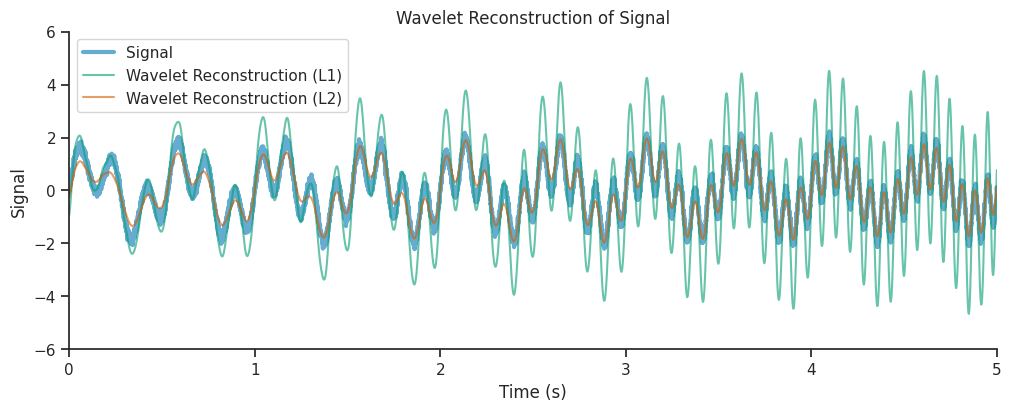 Wavelet Reconstruction of Signal
Signal
Wavelet Reconstruction (L1)
Wavelet Reconstruction (L2)
Signal
6
4
2
0
−2
−4
−6
0
1
2
3
4
5
Time (s)